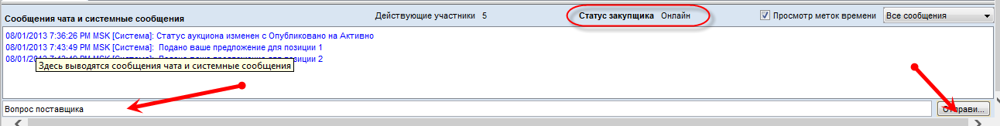 Сообщения чата и системные сообщения Действующие участники 5 Статус закупщика Онлайн Просмотр меток времени Все сообщения
08/01/2013 7:36:26 PM MSK [Система]: Статус аукциона изменен с Опубликовано на Активно
08/01/2013 7:43:49 PM MSK [Система]: Подано ваше предложение для позиции 1
08/01/2013 7:43:49 PM MSK [Система]: Подано ваше предложение для позиции 2
Здесь выводятся сообщения чата и системные сообщения
Вопрос поставщика Отправи...